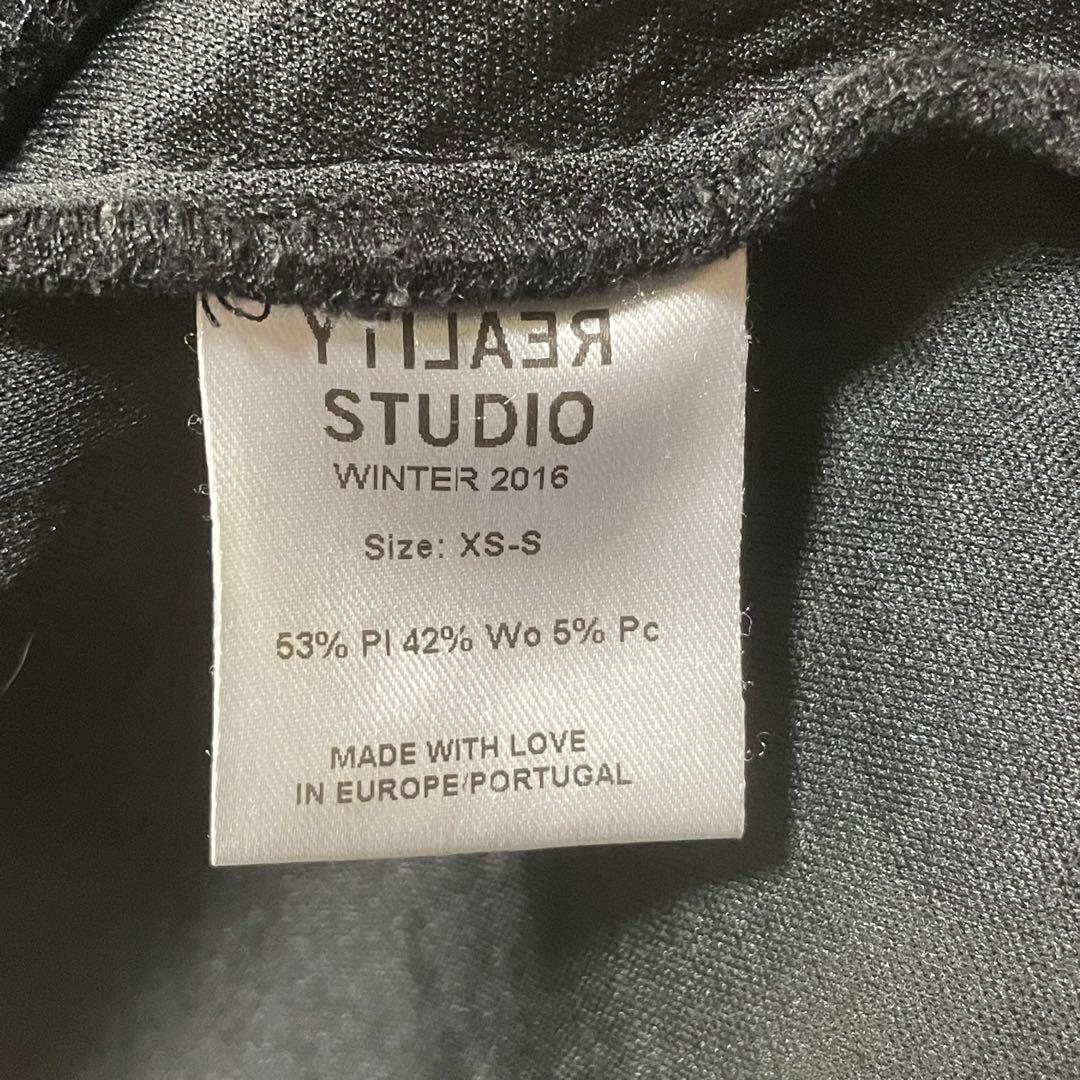 REALITY
STUDIO
WINTER 2016
Size: XS-S
53% Pl 42% Wo 5% Pc
MADE WITH LOVE
IN EUROPE/PORTUGAL